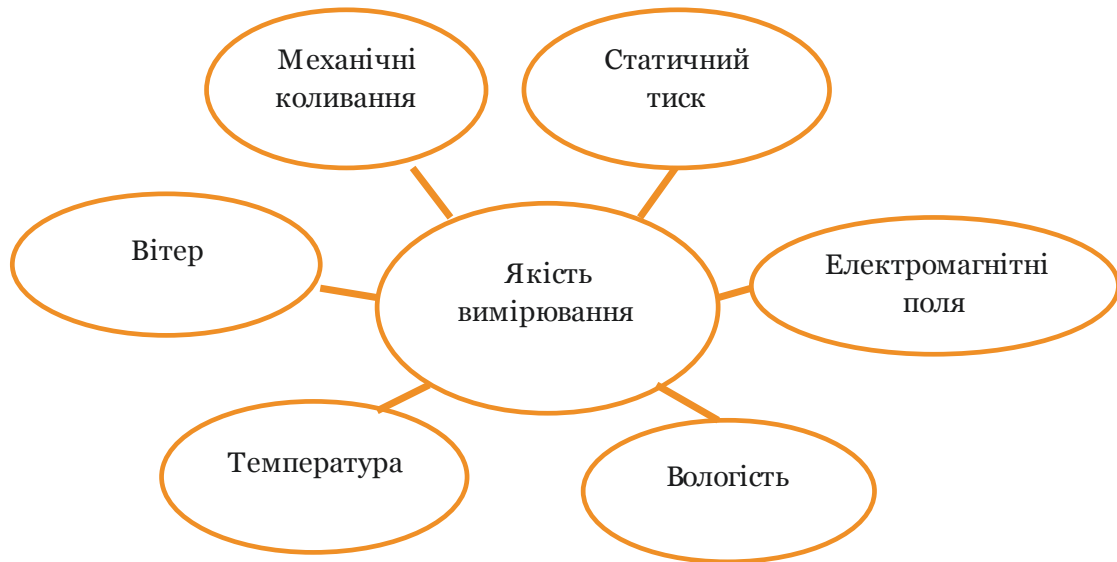 Механічні
коливання
Статичний
тиск
Вітер
Якість
вимірювання
Електромагнітні
поля
Температура
Вологість